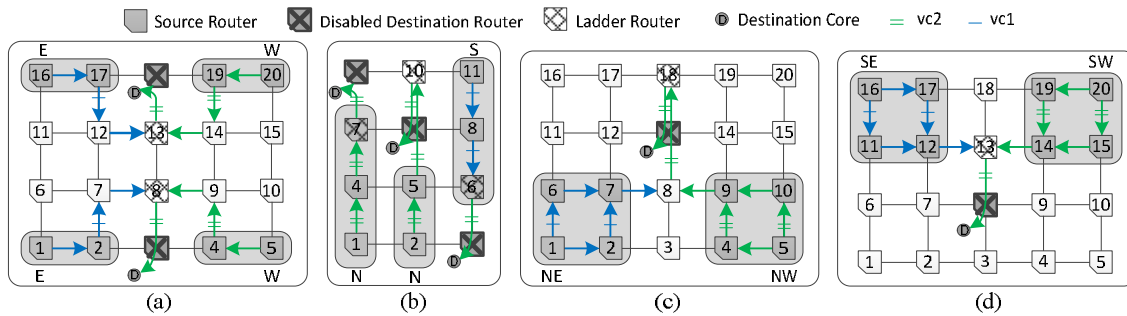 Source Router Disabled Destination Router Ladder Router D Destination Core vc2 vc1
E W
16 17 19 20
D
11 12 13 14 15
6 7 8 9 10
1 2 4 5
D
E W
(a)
S
10 11
D
7 8
D
4 5 6
1 2
D
N N
(b)
16 17 18 19 20
11 12 14 15
D
6 7 8 9 10
1 2 3 4 5
NE NW
(c)
SE SW
16 17 18 19 20
11 12 13 14 15
6 7 9 10
D
1 2 3 4 5
(d)